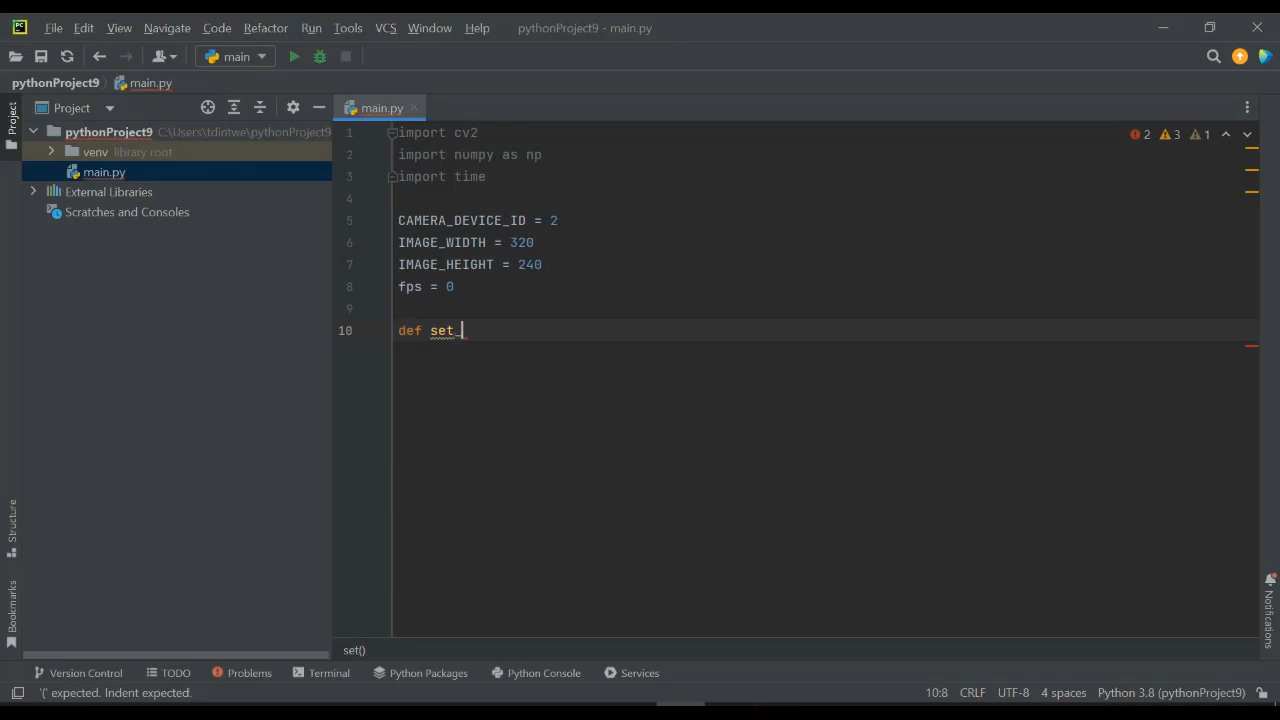 PC File Edit View Navigate Code Refactor Run Tools VCS Window Help pythonProject9 - main.py
main
pythonProject9 main.py
Project
Project
main.py
pythonProject9 C:\Users\tdintwe\pythonProject9
venv library root
main.py
External Libraries
Scratches and Consoles
1 import cv2
2 import numpy as np
3 import time
4
5 CAMERA_DEVICE_ID = 2
6 IMAGE_WIDTH = 320
7 IMAGE_HEIGHT = 240
8 fps = 0
9
10 def set_
2 3 1
Structure
Bookmarks
Notifications
set()
Version Control TODO Problems Terminal Python Packages Python Console Services
'(' expected. Indent expected. 10:8 CRLF UTF-8 4 spaces Python 3.8 (pythonProject9)